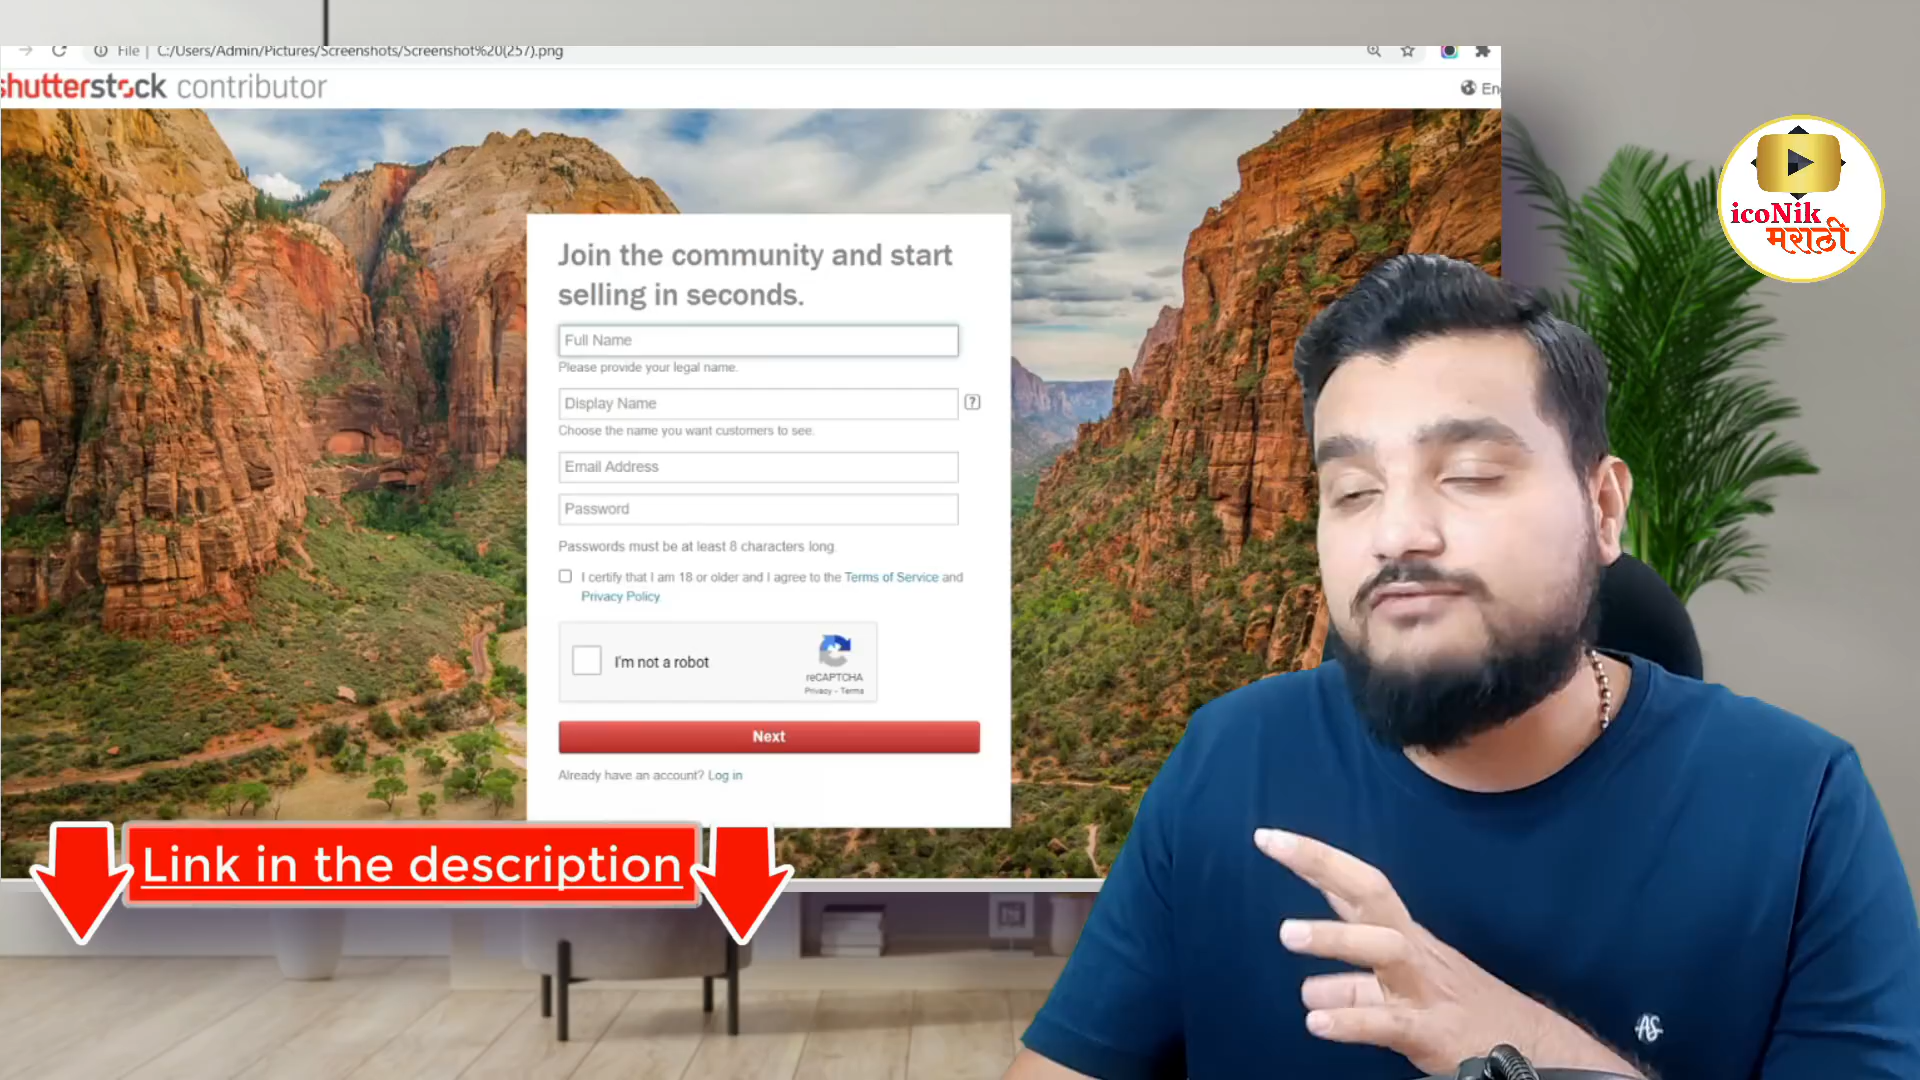 File | C:/Users/Admin/Pictures/Screenshots/Screenshot%20(257).png
shutterstock contributor
En
icoNik
मराठी
Join the community and start
selling in seconds.
Full Name
Please provide your legal name.
Display Name
?
Choose the name you want customers to see.
Email Address
Password
Passwords must be at least 8 characters long.
I certify that I am 18 or older and I agree to the Terms of Service and
Privacy Policy.
I'm not a robot
reCAPTCHA
Privacy - Terms
Next
Already have an account? Log in
Link in the description
AS